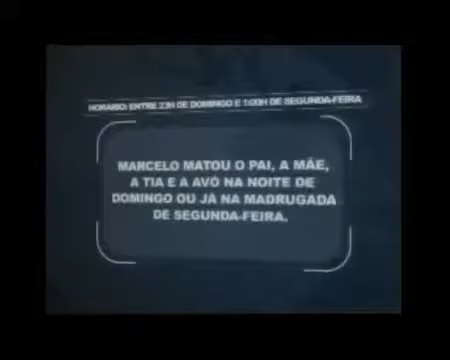 HORÁRIO: ENTRE 23H DE DOMINGO E 1:00H DE SEGUNDA-FEIRA
MARCELO MATOU O PAI, A MÃE,
A TIA E A AVÓ NA NOITE DE
DOMINGO OU JÁ NA MADRUGADA
DE SEGUNDA-FEIRA.